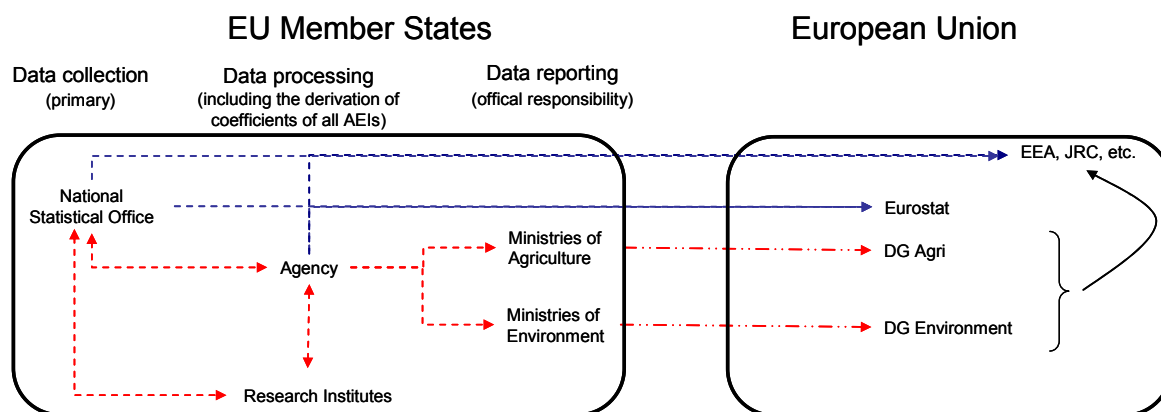 EU Member States
European Union
Data collection
(primary)
Data processing
(including the derivation of
coefficients of all AEIs)
Data reporting
(offical responsibility)
EEA, JRC, etc.
National
Statistical Office
Eurostat
Ministries of
Agriculture
DG Agri
Agency
Ministries of
Environment
DG Environment
Research Institutes